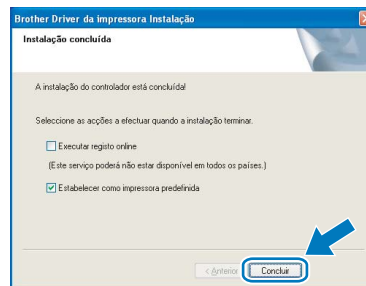 Brother Driver da impressora Instalação
Instalação concluída
A instalação do controlador está concluída!
Seleccione as acções a efectuar quando a instalação terminar.
Executar registo online
(Este serviço poderá não estar disponível em todos os países.)
Estabelecer como impressora predefinida
< Anterior
Concluir